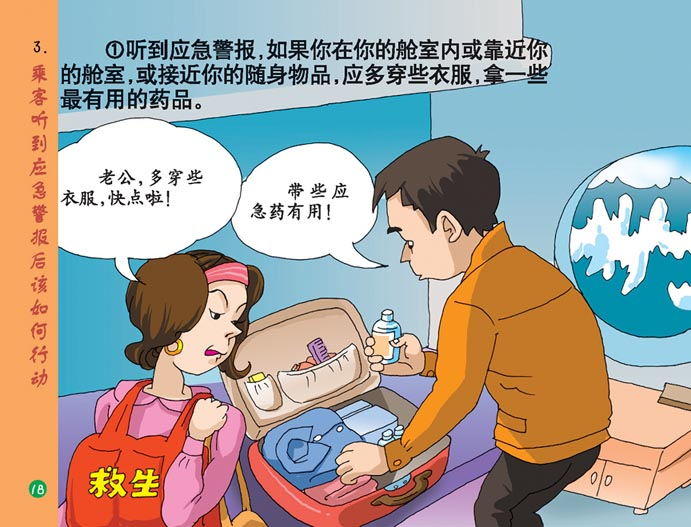 3.乘客听到应急警报后该如何行动
①听到应急警报,如果你在你的舱室内或靠近你
的舱室,或接近你的随身物品,应多穿些衣服,拿一些
最有用的药品。
老公,多穿些
衣服,快点啦!
带些应
急药有用!
救生
18